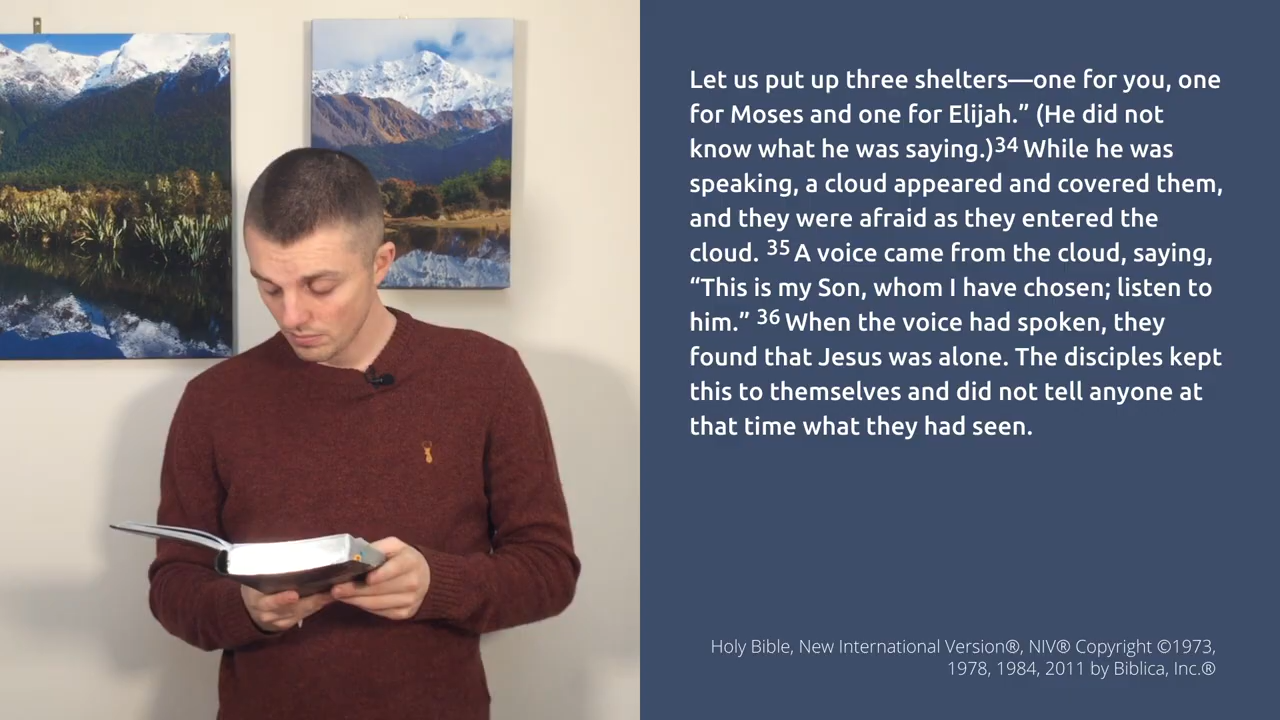 Let us put up three shelters—one for you, one
for Moses and one for Elijah.” (He did not
know what he was saying.)34 While he was
speaking, a cloud appeared and covered them,
and they were afraid as they entered the
cloud. 35 A voice came from the cloud, saying,
“This is my Son, whom I have chosen; listen to
him.” 36 When the voice had spoken, they
found that Jesus was alone. The disciples kept
this to themselves and did not tell anyone at
that time what they had seen.
Holy Bible, New International Version®, NIV® Copyright ©1973,
1978, 1984, 2011 by Biblica, Inc.®